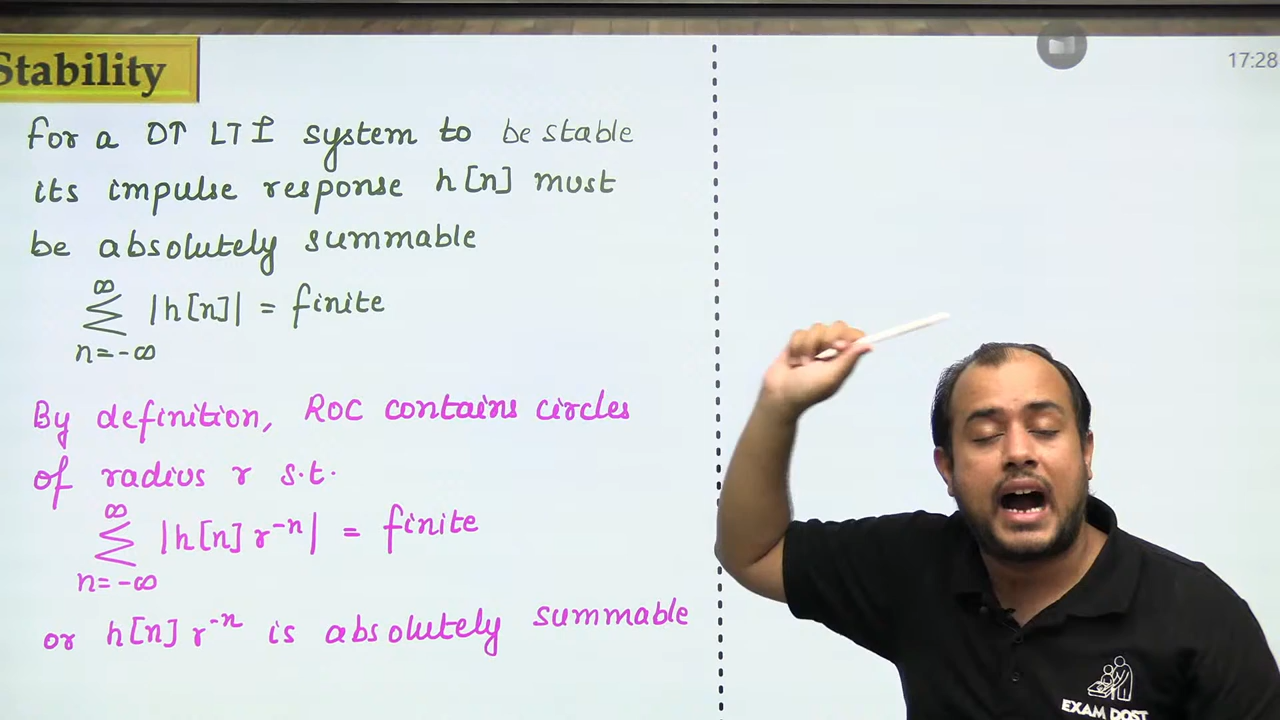 Stability
17:28
For a DT LTI system to be stable
its impulse response h[n] must
be absolutely summable
∞
∑ |h[n]| = finite
n=-∞
By definition, ROC contains circles
of radius r s.t.
∞
∑ |h[n] r⁻ⁿ| = finite
n=-∞
or h[n] r⁻ⁿ is absolutely summable
EXAM DOST